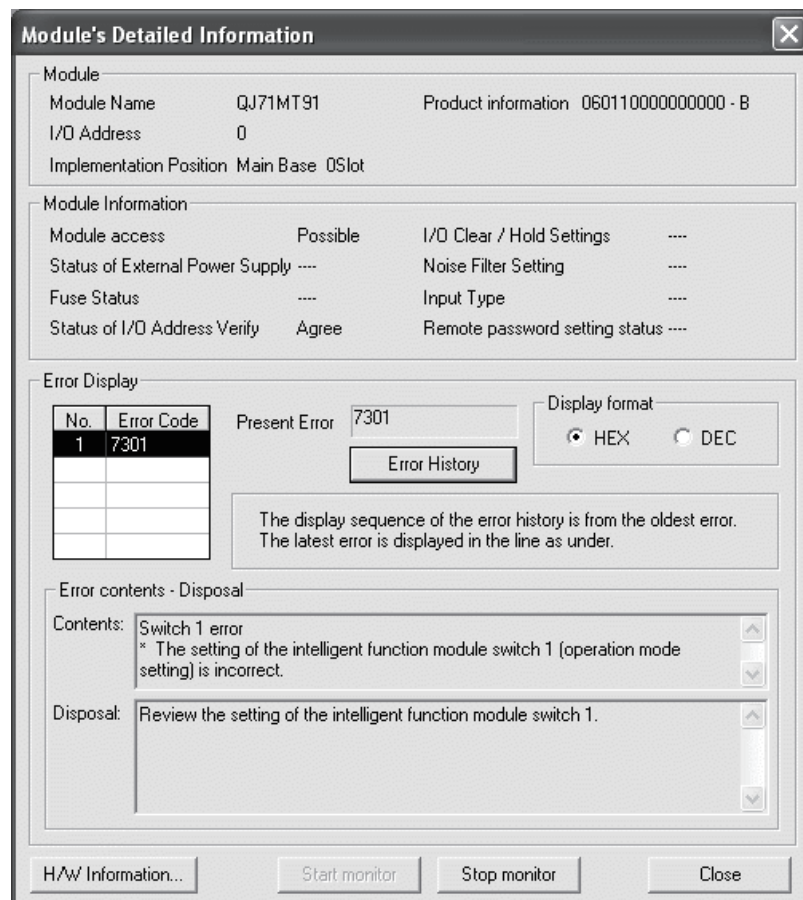 Module's Detailed Information
Module
Module Name QJ71MT91 Product information 060110000000000 - B
I/O Address 0
Implementation Position Main Base 0Slot
Module Information
Module access Possible I/O Clear / Hold Settings ----
Status of External Power Supply ---- Noise Filter Setting ----
Fuse Status ---- Input Type ----
Status of I/O Address Verify Agree Remote password setting status ----
Error Display
No. Error Code Present Error 7301 Display format
1 7301 HEX DEC
Error History
The display sequence of the error history is from the oldest error.
The latest error is displayed in the line as under.
Error contents - Disposal
Contents: Switch 1 error
* The setting of the intelligent function module switch 1 (operation mode
setting) is incorrect.
Disposal: Review the setting of the intelligent function module switch 1.
H/W Information... Start monitor Stop monitor Close